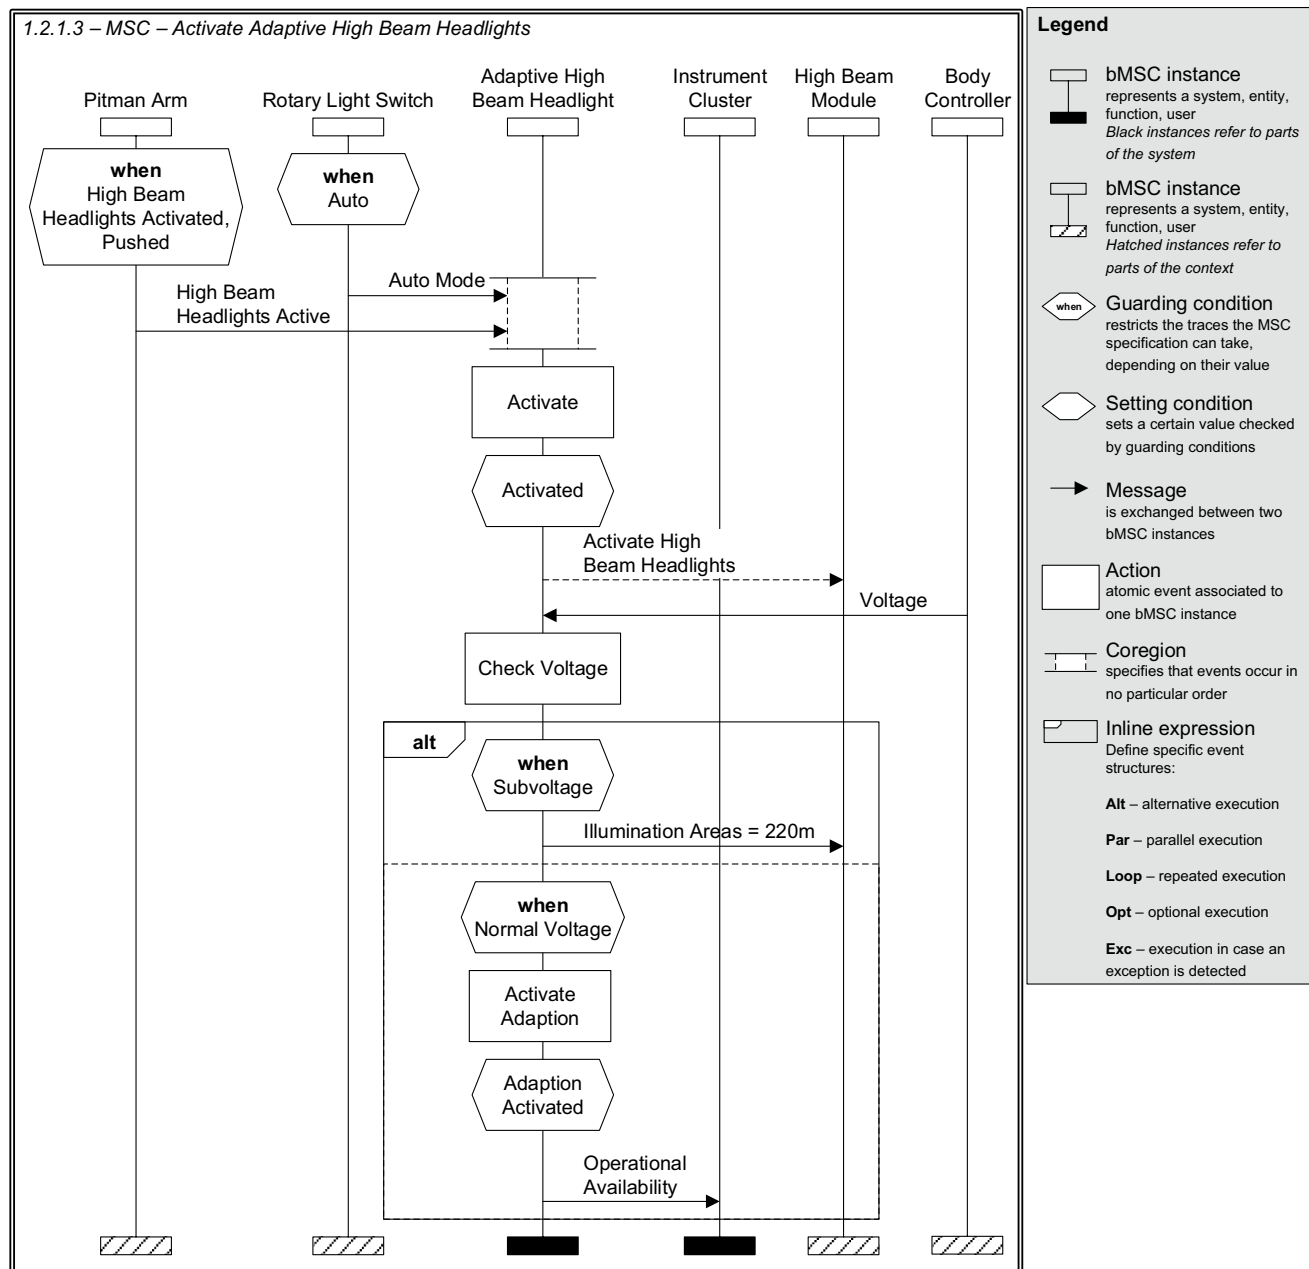 1.2.1.3 – MSC – Activate Adaptive High Beam Headlights
Pitman Arm
Rotary Light Switch
Adaptive High
Beam Headlight
Instrument
Cluster
High Beam
Module
Body
Controller
when
High Beam
Headlights Activated,
Pushed
when
Auto
Auto Mode
High Beam
Headlights Active
Activate
Activated
Activate High
Beam Headlights
Voltage
Check Voltage
alt
when
Subvoltage
Illumination Areas = 220m
when
Normal Voltage
Activate
Adaption
Adaption
Activated
Operational
Availability
Legend
bMSC instance
represents a system, entity,
function, user
Black instances refer to parts
of the system
bMSC instance
represents a system, entity,
function, user
Hatched instances refer to
parts of the context
when
Guarding condition
restricts the traces the MSC
specification can take,
depending on their value
Setting condition
sets a certain value checked
by guarding conditions
Message
is exchanged between two
bMSC instances
Action
atomic event associated to
one bMSC instance
Coregion
specifies that events occur in
no particular order
Inline expression
Define specific event
structures:
Alt – alternative execution
Par – parallel execution
Loop – repeated execution
Opt – optional execution
Exc – execution in case an
exception is detected